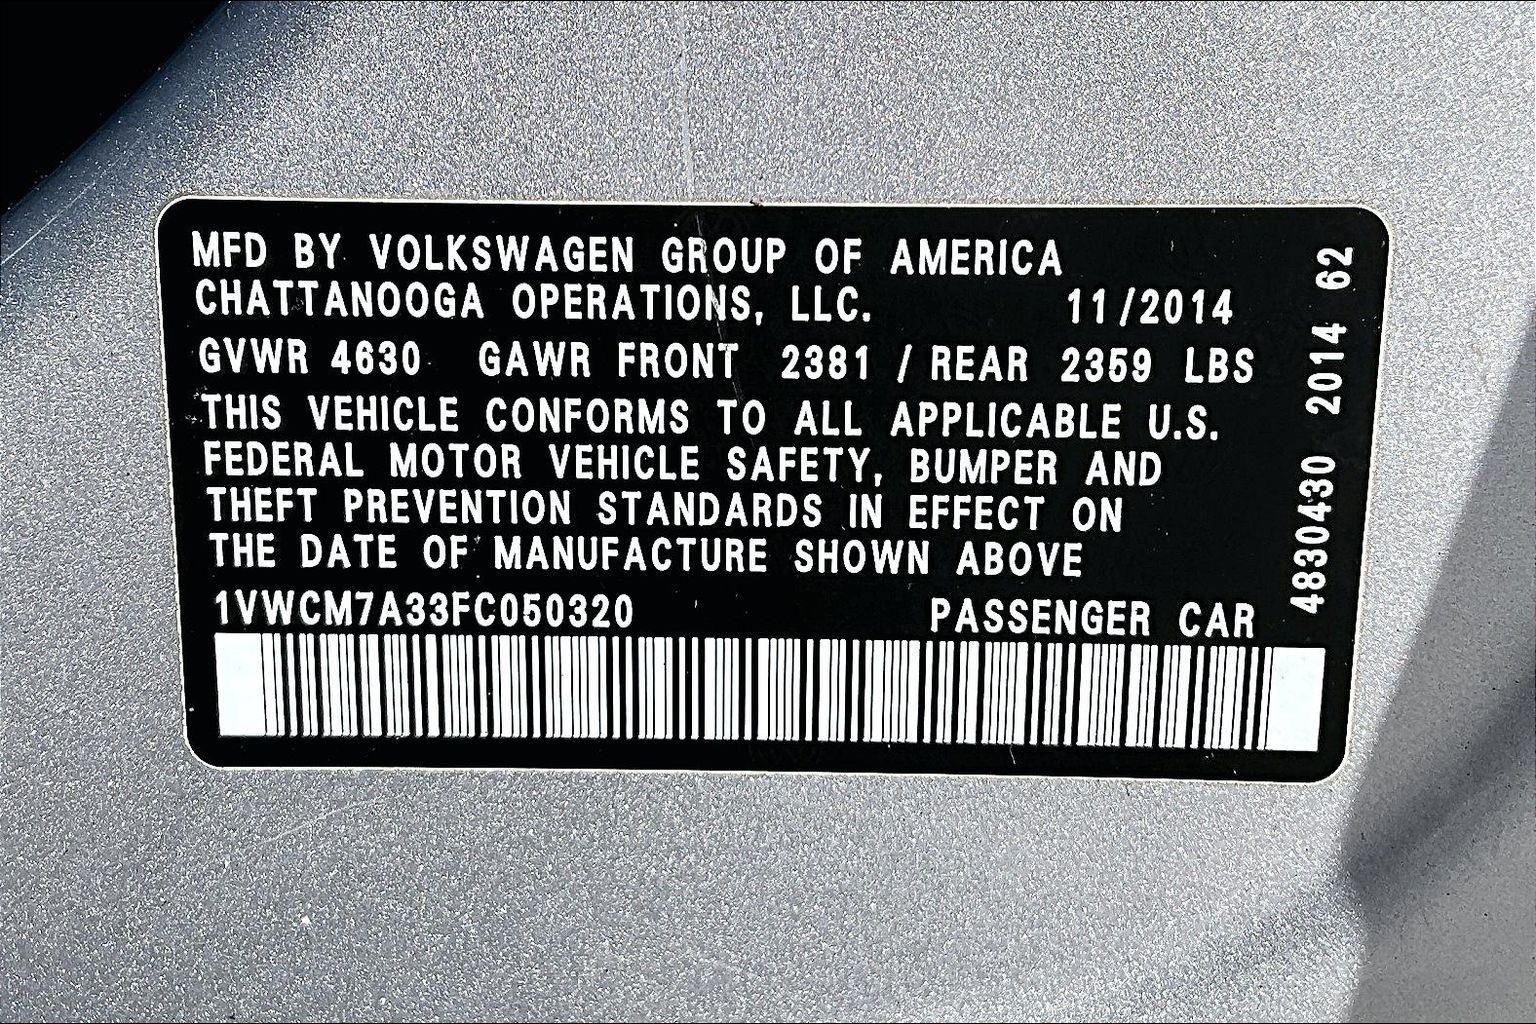 MFD BY VOLKSWAGEN GROUP OF AMERICA
CHATTANOOGA OPERATIONS, LLC. 11/2014
GVWR 4630 GAWR FRONT 2381 / REAR 2359 LBS
THIS VEHICLE CONFORMS TO ALL APPLICABLE U.S.
FEDERAL MOTOR VEHICLE SAFETY, BUMPER AND
THEFT PREVENTION STANDARDS IN EFFECT ON
THE DATE OF MANUFACTURE SHOWN ABOVE
1VWCM7A33FC050320 PASSENGER CAR
4830430 2014 62